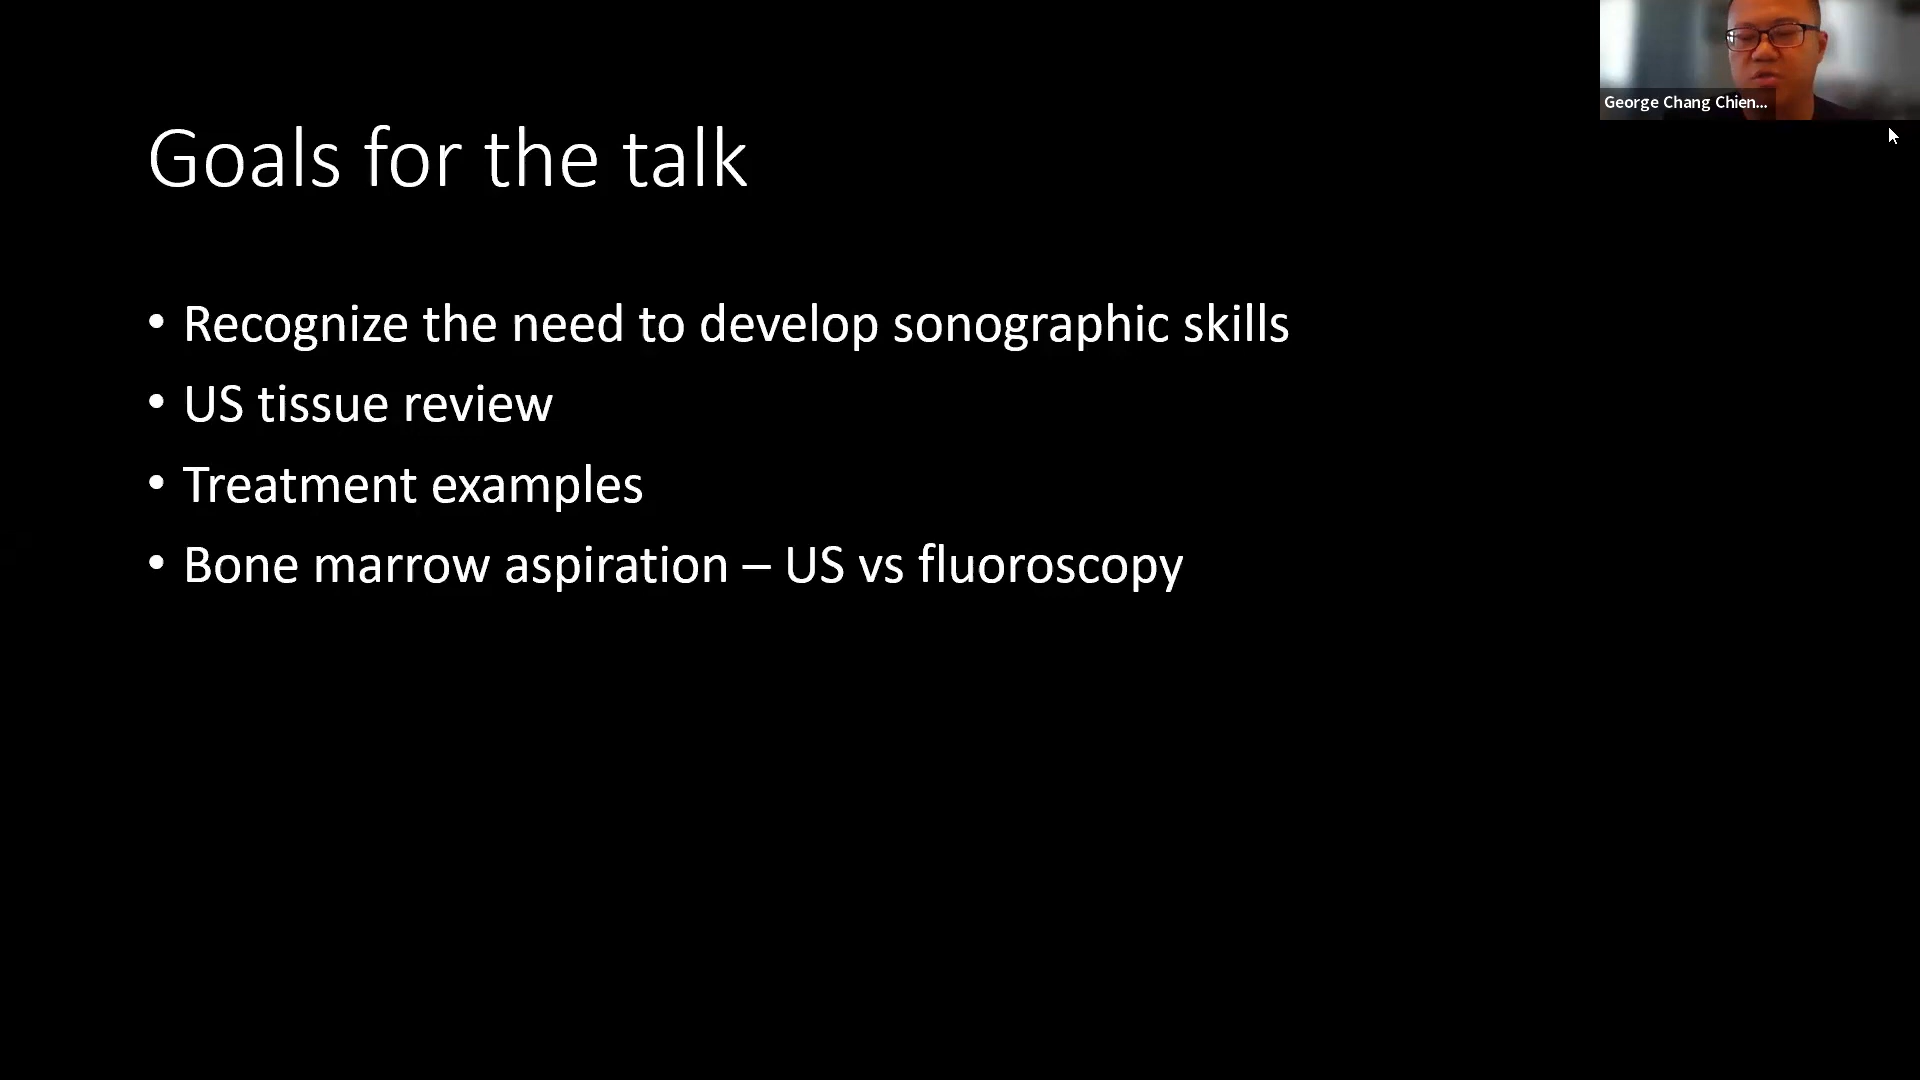 George Chang Chien...
Goals for the talk
• Recognize the need to develop sonographic skills
• US tissue review
• Treatment examples
• Bone marrow aspiration – US vs fluoroscopy